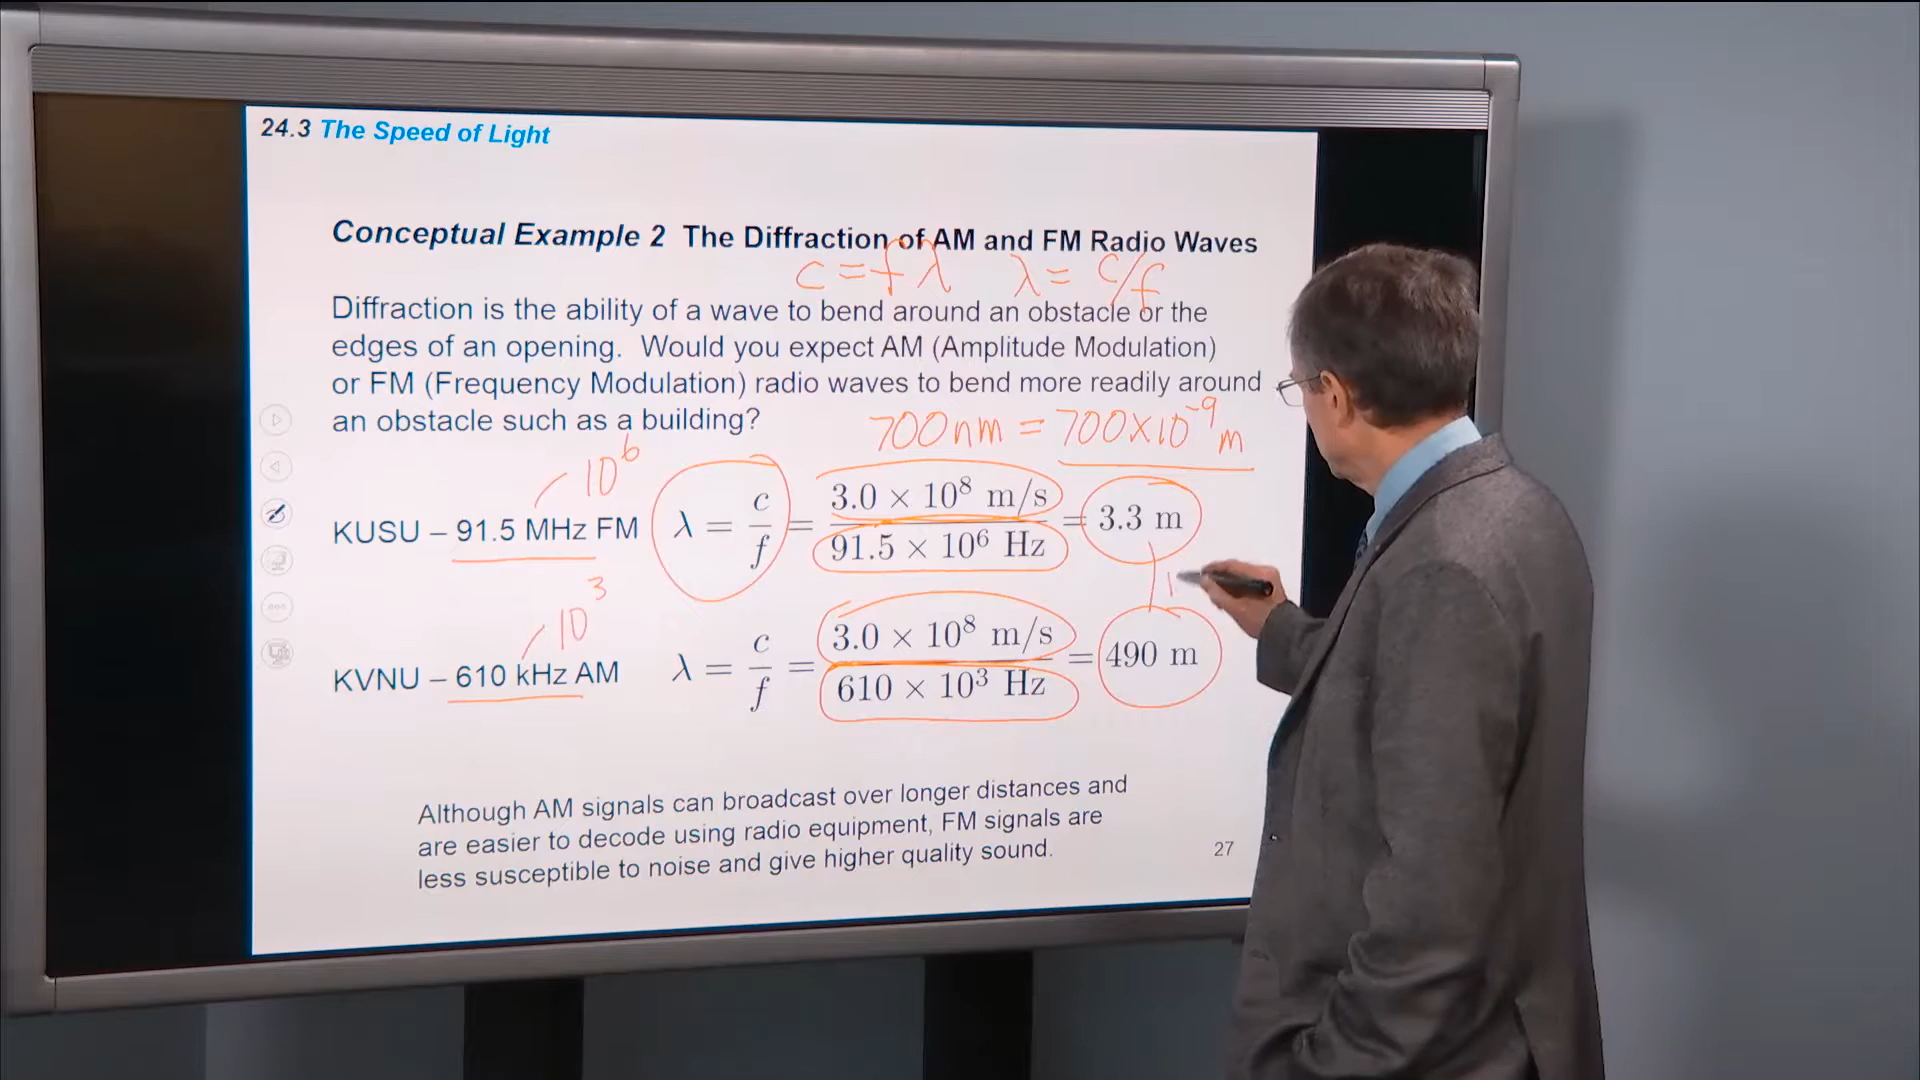 24.3 The Speed of Light
Conceptual Example 2 The Diffraction of AM and FM Radio Waves
c = fλ λ = c/f
Diffraction is the ability of a wave to bend around an obstacle or the
edges of an opening. Would you expect AM (Amplitude Modulation)
or FM (Frequency Modulation) radio waves to bend more readily around
an obstacle such as a building?
700nm = 700×10⁻⁹ m
10⁶
KUSU – 91.5 MHz FM λ = c/f = 3.0 × 10⁸ m/s / 91.5 × 10⁶ Hz = 3.3 m
10³
KVNU – 610 kHz AM λ = c/f = 3.0 × 10⁸ m/s / 610 × 10³ Hz = 490 m
Although AM signals can broadcast over longer distances and
are easier to decode using radio equipment, FM signals are
less susceptible to noise and give higher quality sound.
27